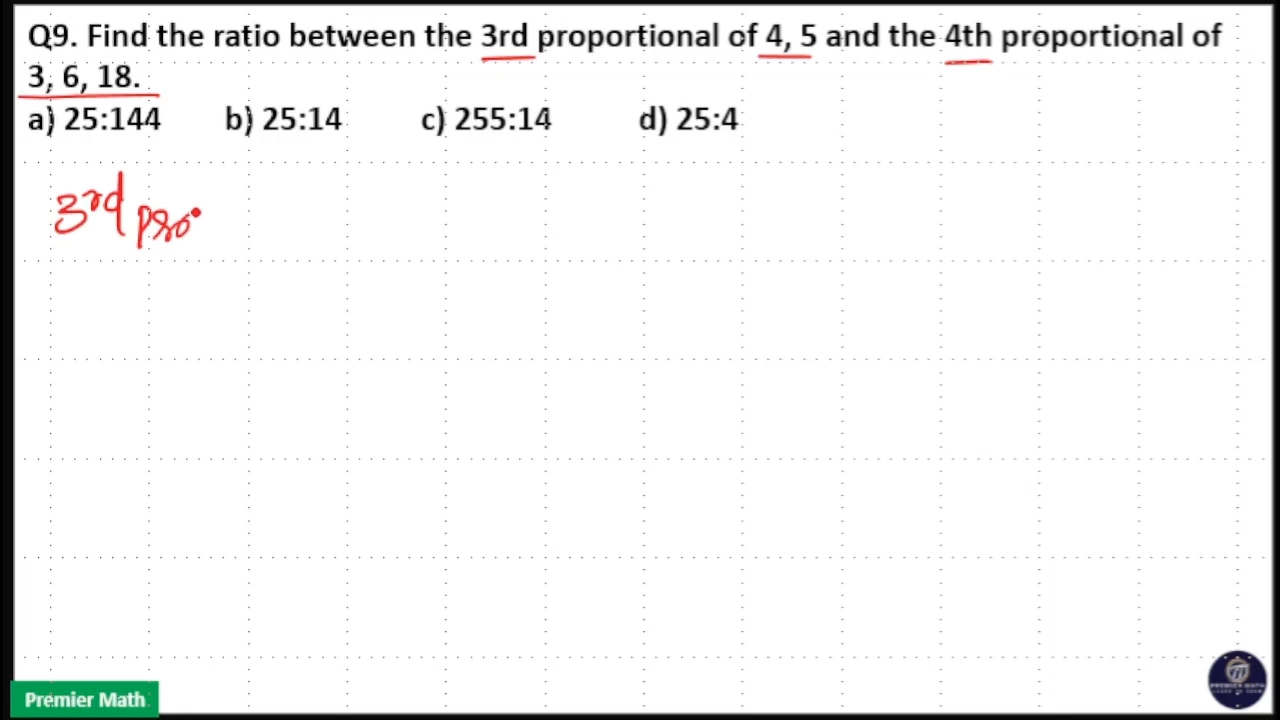 Q9. Find the ratio between the 3rd proportional of 4, 5 and the 4th proportional of
3, 6, 18.
a) 25:144 b) 25:14 c) 255:14 d) 25:4
3rd pro
Premier Math